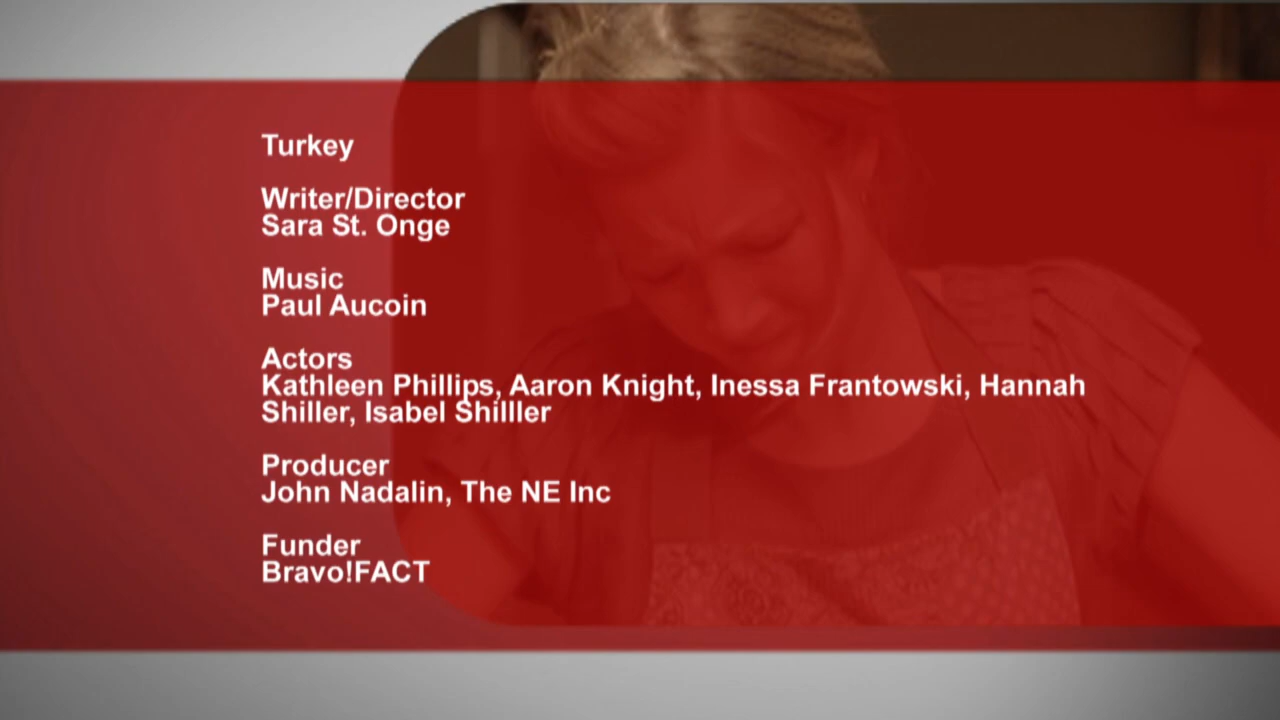 Turkey
Writer/Director
Sara St. Onge
Music
Paul Aucoin
Actors
Kathleen Phillips, Aaron Knight, Inessa Frantowski, Hannah
Shiller, Isabel Shilller
Producer
John Nadalin, The NE Inc
Funder
Bravo!FACT